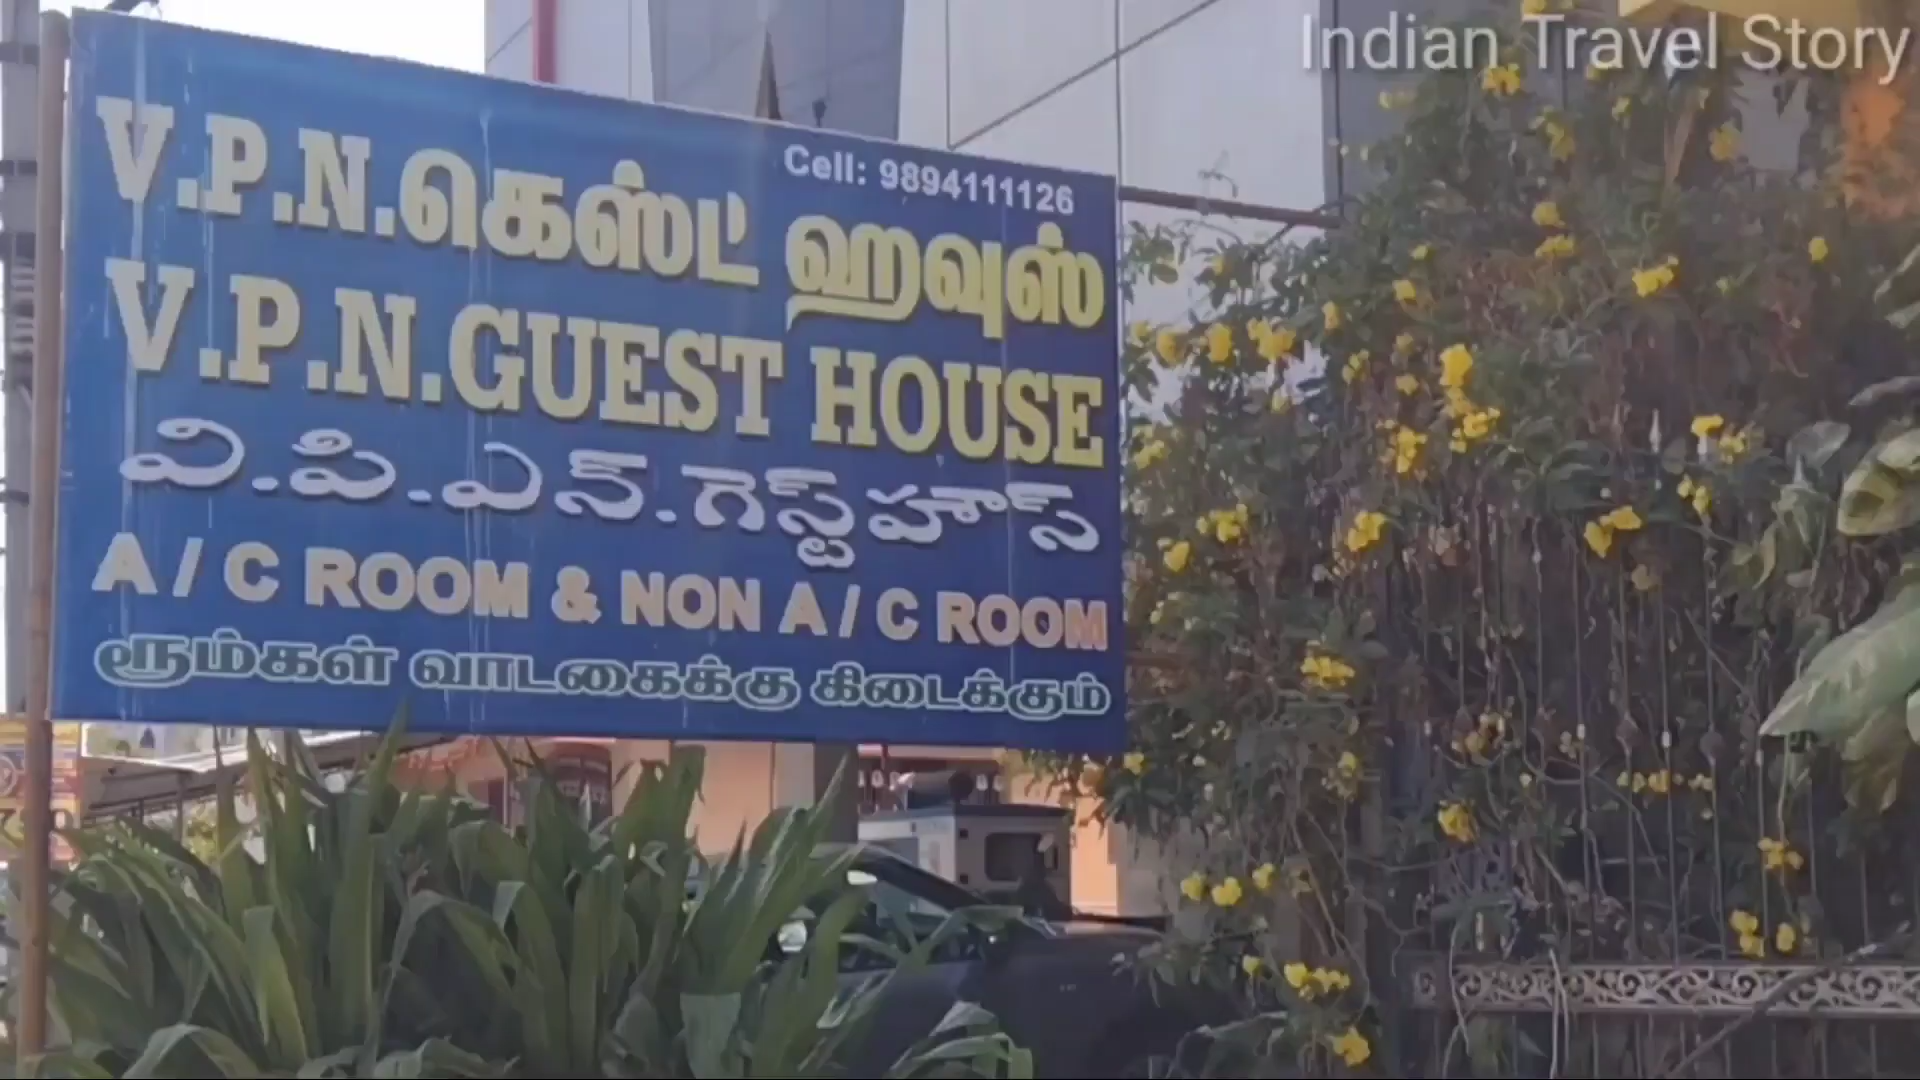 Indian Travel Story
Cell: 9894111126
V.P.N.கெஸ்ட் ஹவுஸ்
V.P.N.GUEST HOUSE
వి.పి.ఎన్.గెస్ట్‌హౌస్
A / C ROOM & NON A / C ROOM
ரூம்கள் வாடகைக்கு கிடைக்கும்